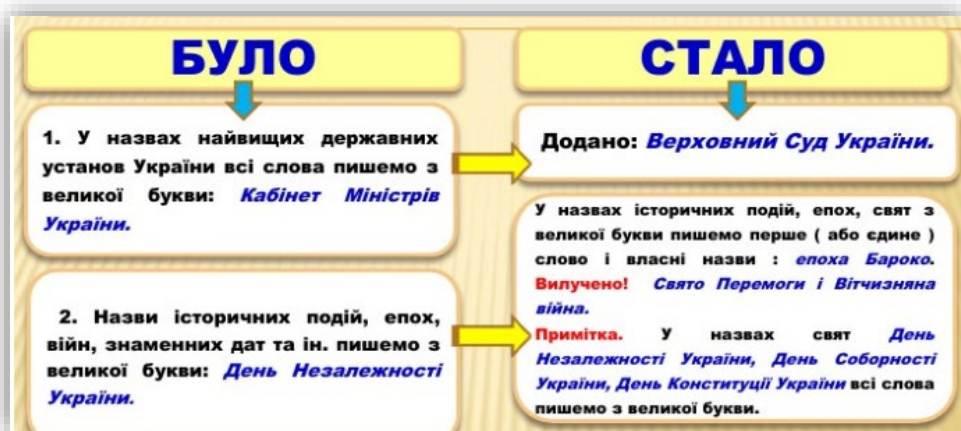 БУЛО
1. У назвах найвищих державних
установ України всі слова пишемо з
великої букви: Кабінет Міністрів
України.
2. Назви історичних подій, епох,
війн, знаменних дат та ін. пишемо з
великої букви: День Незалежності
України.
СТАЛО
Додано: Верховний Суд України.
У назвах історичних подій, епох, свят з
великої букви пишемо перше ( або єдине )
слово і власні назви : епоха Бароко.
Вилучено! Свято Перемоги і Вітчизняна
війна.
Примітка. У назвах свят День
Незалежності України, День Соборності
України, День Конституції України всі слова
пишемо з великої букви.